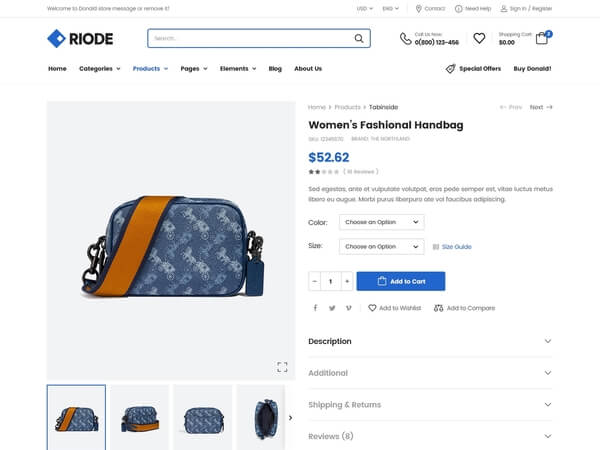 Welcome to Donald store message or remove it!
USD
ENG
Contact
Need Help
Sign in / Register
RIODE
Search...
Call Us Now:
0(800) 123-456
Shopping Cart:
$0.00
2
Home
Categories
Products
Pages
Elements
Blog
About Us
Special Offers
Buy Donald!
Home > Products > Tabinside
Prev
Next
Women's Fashional Handbag
SKU: 12345670
BRAND: THE NORTHLAND
$52.62
( 16 Reviews )
Sed egestas, ante et vulputate volutpat, eros pede semper est, vitae luctus metus
libero eu augue. Morbi purus liberpuro ate vol faucibus adipiscing.
Color:
Choose an Option
Size:
Choose an Option
Size Guide
− 1 +
Add to Cart
Add to Wishlist
Add to Compare
Description
Additional
Shipping & Returns
Reviews (8)